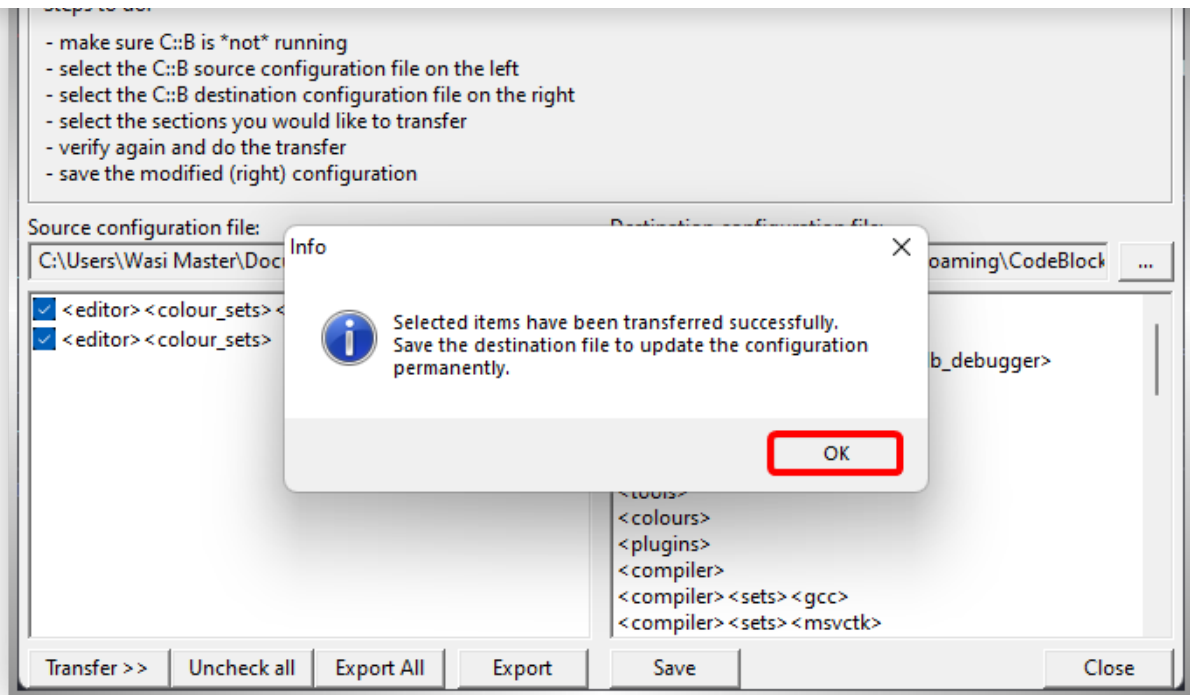 Steps to do:
- make sure C::B is *not* running
- select the C::B source configuration file on the left
- select the C::B destination configuration file on the right
- select the sections you would like to transfer
- verify again and do the transfer
- save the modified (right) configuration
Source configuration file:
Destination configuration file:
C:\Users\Wasi Master\Doc
oaming\CodeBlock
...
<editor><colour_sets><
<editor><colour_sets>
Info
Selected items have been transferred successfully.
Save the destination file to update the configuration
permanently.
OK
b_debugger>
<tools>
<colours>
<plugins>
<compiler>
<compiler><sets><gcc>
<compiler><sets><msvctk>
Transfer >>
Uncheck all
Export All
Export
Save
Close